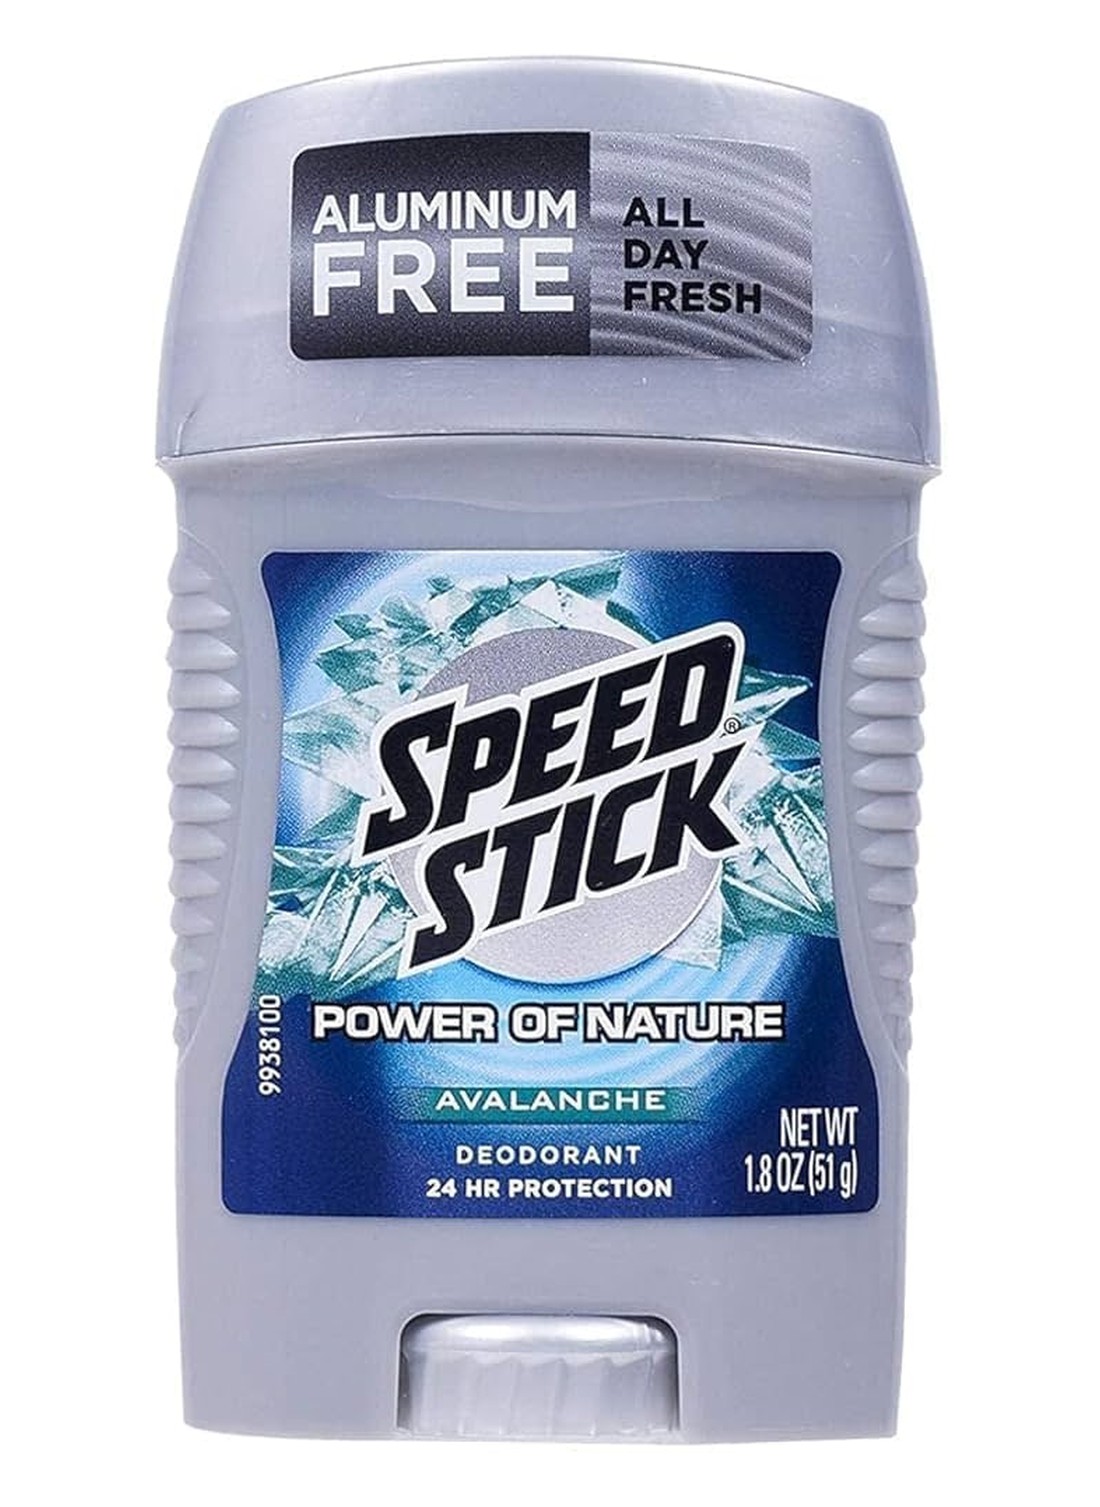 ALUMINUM
FREE
ALL
DAY
FRESH
SPEED
STICK®
POWER OF NATURE
9938100
AVALANCHE
DEODORANT
24 HR PROTECTION
NET WT
1.8 OZ (51 g)